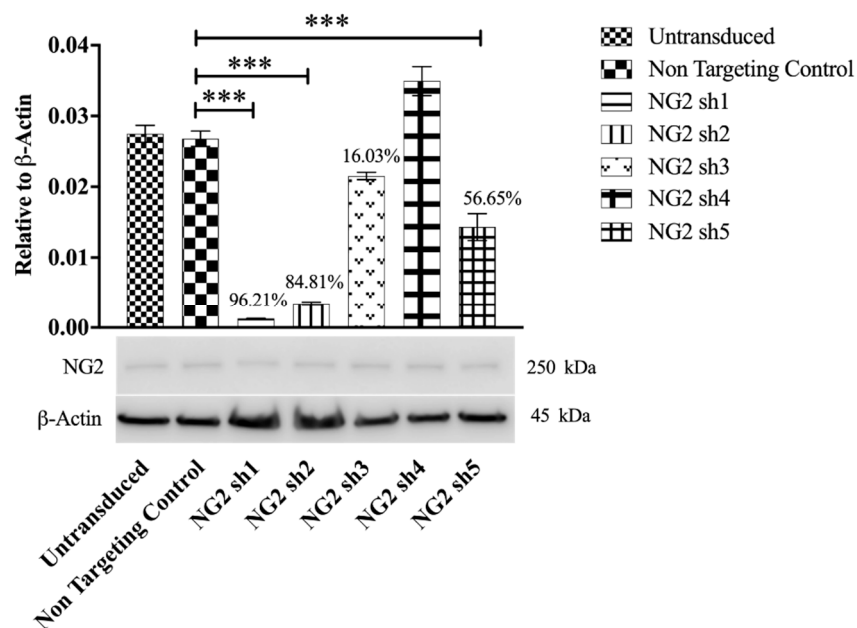 ***
0.04
***
***
0.03
16.03%
56.65%
0.02
0.01
84.81%
96.21%
0.00
Relative to β-Actin
Untransduced
Non Targeting Control
NG2 sh1
NG2 sh2
NG2 sh3
NG2 sh4
NG2 sh5
NG2
250 kDa
β-Actin
45 kDa
Untransduced
Non Targeting Control
NG2 sh1
NG2 sh2
NG2 sh3
NG2 sh4
NG2 sh5